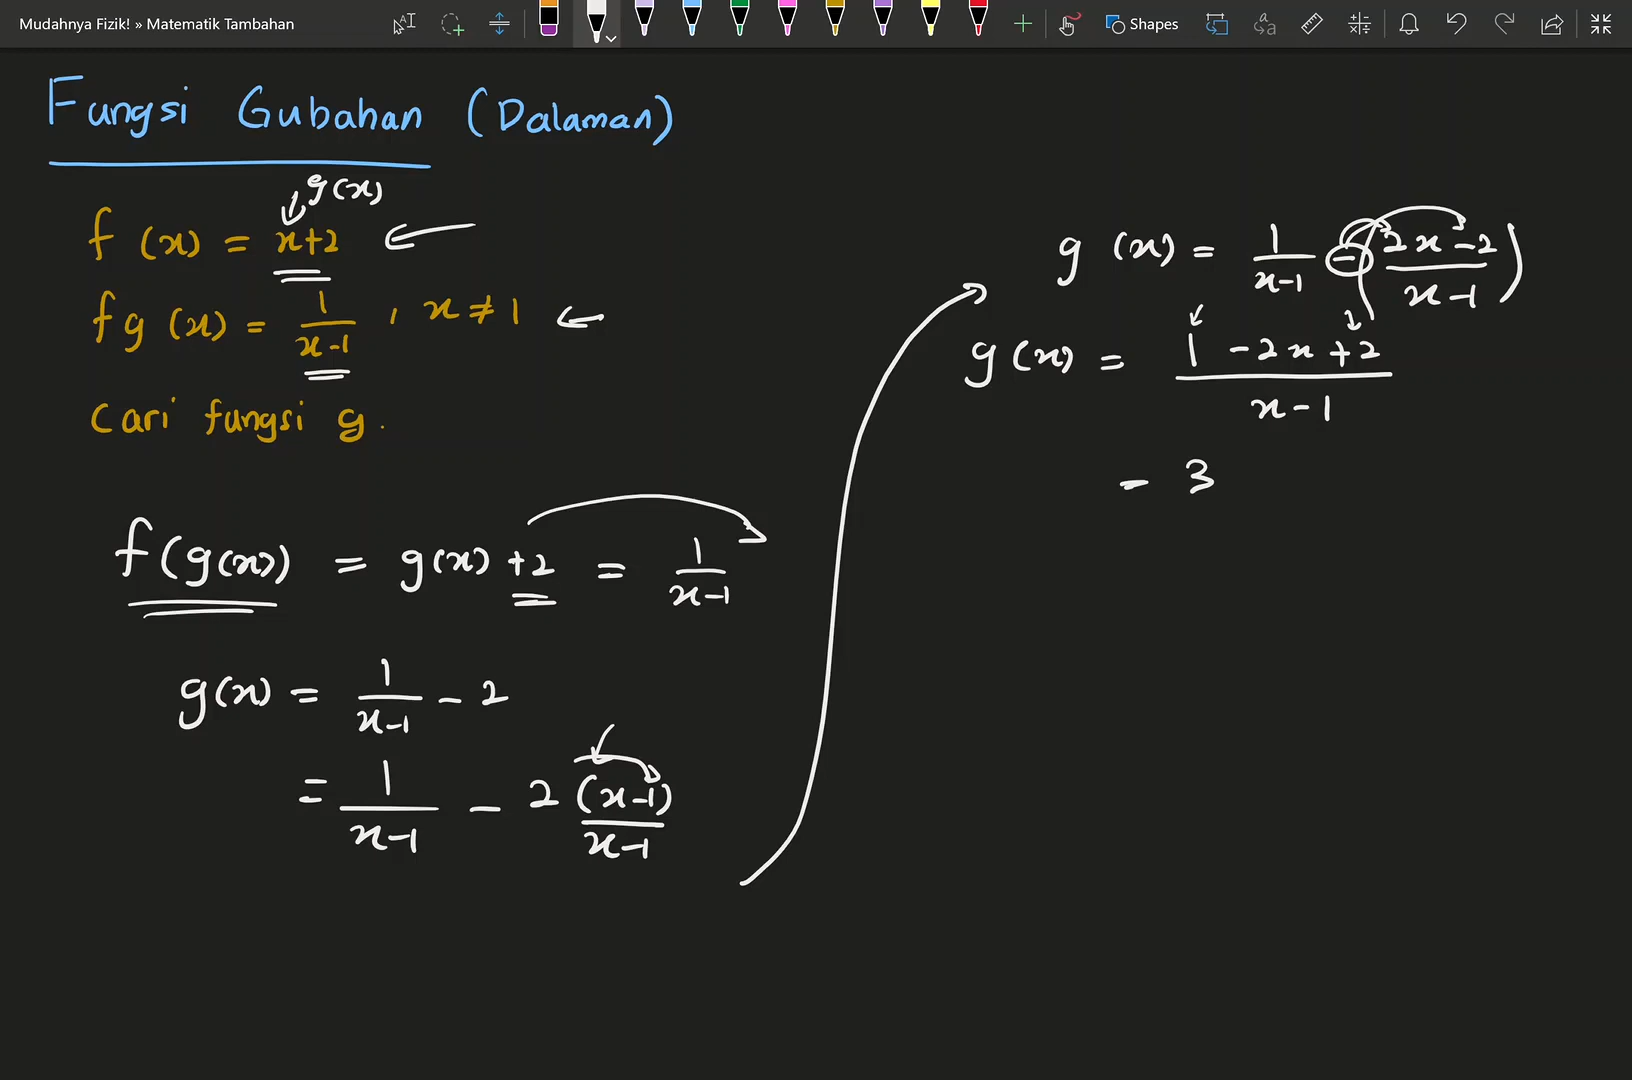 Mudahnya Fizik! » Matematik Tambahan
Shapes
Fungsi Gubahan (Dalaman)
g(x)
f(x) = x+2
fg(x) = 1/(x-1) , x ≠ 1
Cari fungsi g.
f(g(x)) = g(x) +2 = 1/(x-1)
g(x) = 1/(x-1) - 2
= 1/(x-1) - 2(x-1)/(x-1)
g(x) = 1/(x-1) - (2x-2)/(x-1)
g(x) = (1 -2x +2)/(x-1)
- 3